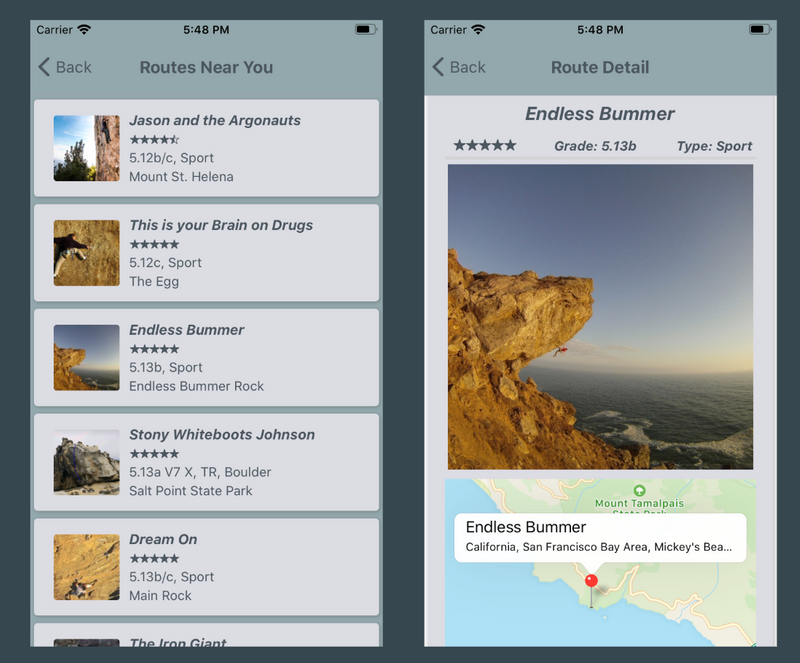 Carrier 5:48 PM
Back Routes Near You
Jason and the Argonauts
5.12b/c, Sport
Mount St. Helena
This is your Brain on Drugs
5.12c, Sport
The Egg
Endless Bummer
5.13b, Sport
Endless Bummer Rock
Stony Whiteboots Johnson
5.13a V7 X, TR, Boulder
Salt Point State Park
Dream On
5.13b/c, Sport
Main Rock
The Iron Giant
Carrier 5:48 PM
Back Route Detail
Endless Bummer
Grade: 5.13b Type: Sport
Mount Tamalpais
State Park
Endless Bummer
California, San Francisco Bay Area, Mickey's Bea...